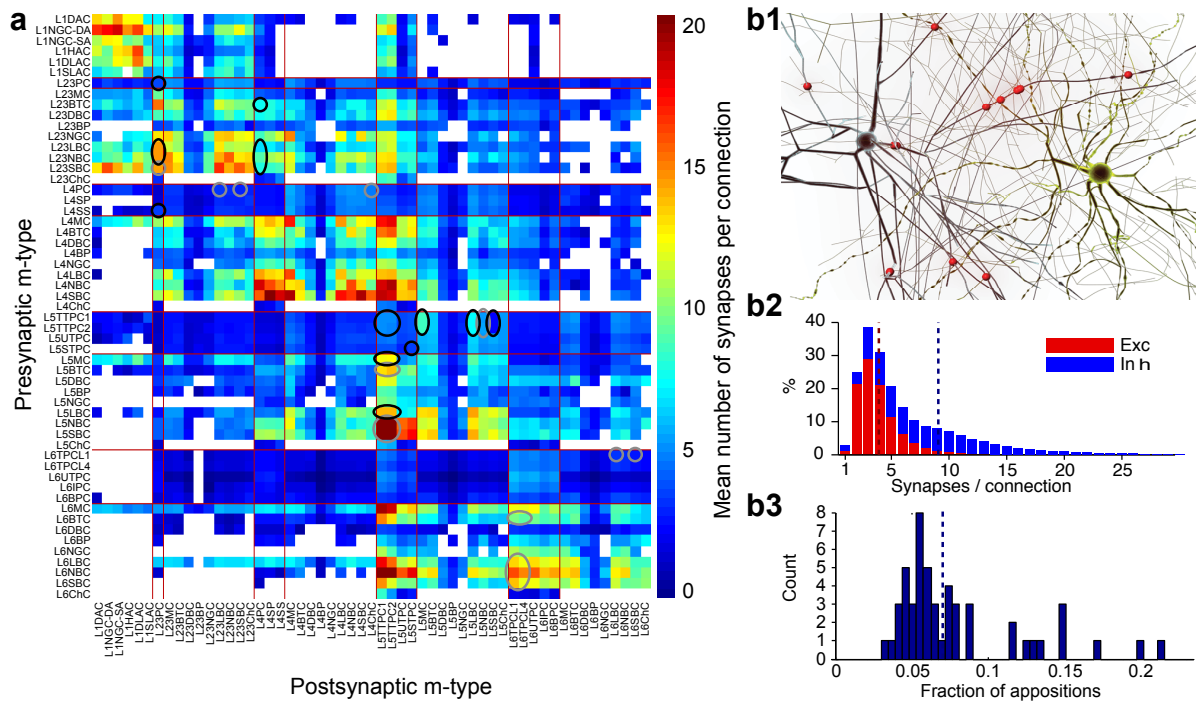 a
Presynaptic m-type
L1DAC
L1NGC-DA
L1NGC-SA
L1HAC
L1DLAC
L1SLAC
L23PC
L23MC
L23BTC
L23DBC
L23BP
L23NGC
L23LBC
L23NBC
L23SBC
L23ChC
L4PC
L4SP
L4SS
L4MC
L4BTC
L4DBC
L4BP
L4NGC
L4LBC
L4NBC
L4SBC
L4ChC
L5TTPC1
L5TTPC2
L5UTPC
L5STPC
L5MC
L5BTC
L5DBC
L5BP
L5NGC
L5LBC
L5NBC
L5SBC
L5ChC
L6TPCL1
L6TPCL4
L6UTPC
L6IPC
L6BPC
L6MC
L6BTC
L6DBC
L6BP
L6NGC
L6LBC
L6NBC
L6SBC
L6ChC
L1DAC
L1NGC-DA
L1NGC-SA
L1HAC
L1DLAC
L1SLAC
L23PC
L23MC
L23BTC
L23DBC
L23BP
L23NGC
L23LBC
L23NBC
L23SBC
L23ChC
L4PC
L4SP
L4SS
L4MC
L4BTC
L4DBC
L4BP
L4NGC
L4LBC
L4NBC
L4SBC
L4ChC
L5TTPC1
L5TTPC2
L5UTPC
L5STPC
L5MC
L5BTC
L5DBC
L5BP
L5NGC
L5LBC
L5NBC
L5SBC
L5ChC
L6TPCL1
L6TPCL4
L6UTPC
L6IPC
L6BPC
L6MC
L6BTC
L6DBC
L6BP
L6NGC
L6LBC
L6NBC
L6SBC
L6ChC
Postsynaptic m-type
20
15
10
5
0
Mean number of synapses per connection
b1
b2
40
30
20
10
0
%
Exc
Inh
1 5 10 15 20 25
Synapses / connection
b3
8
7
6
5
4
3
2
1
0
Count
0 0.05 0.1 0.15 0.2
Fraction of appositions